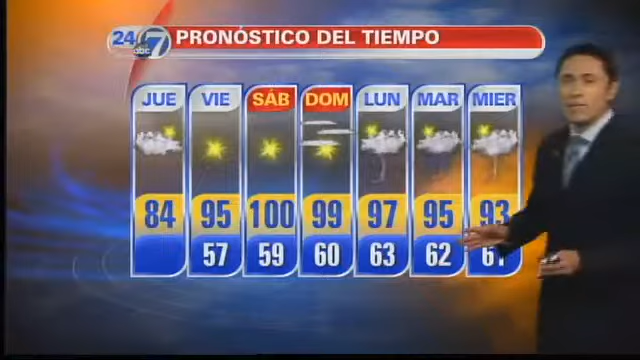 24 abc 7 PRONÓSTICO DEL TIEMPO
JUE VIE SÁB DOM LUN MAR MIER
84 95 100 99 97 95 93
57 59 60 63 62 61